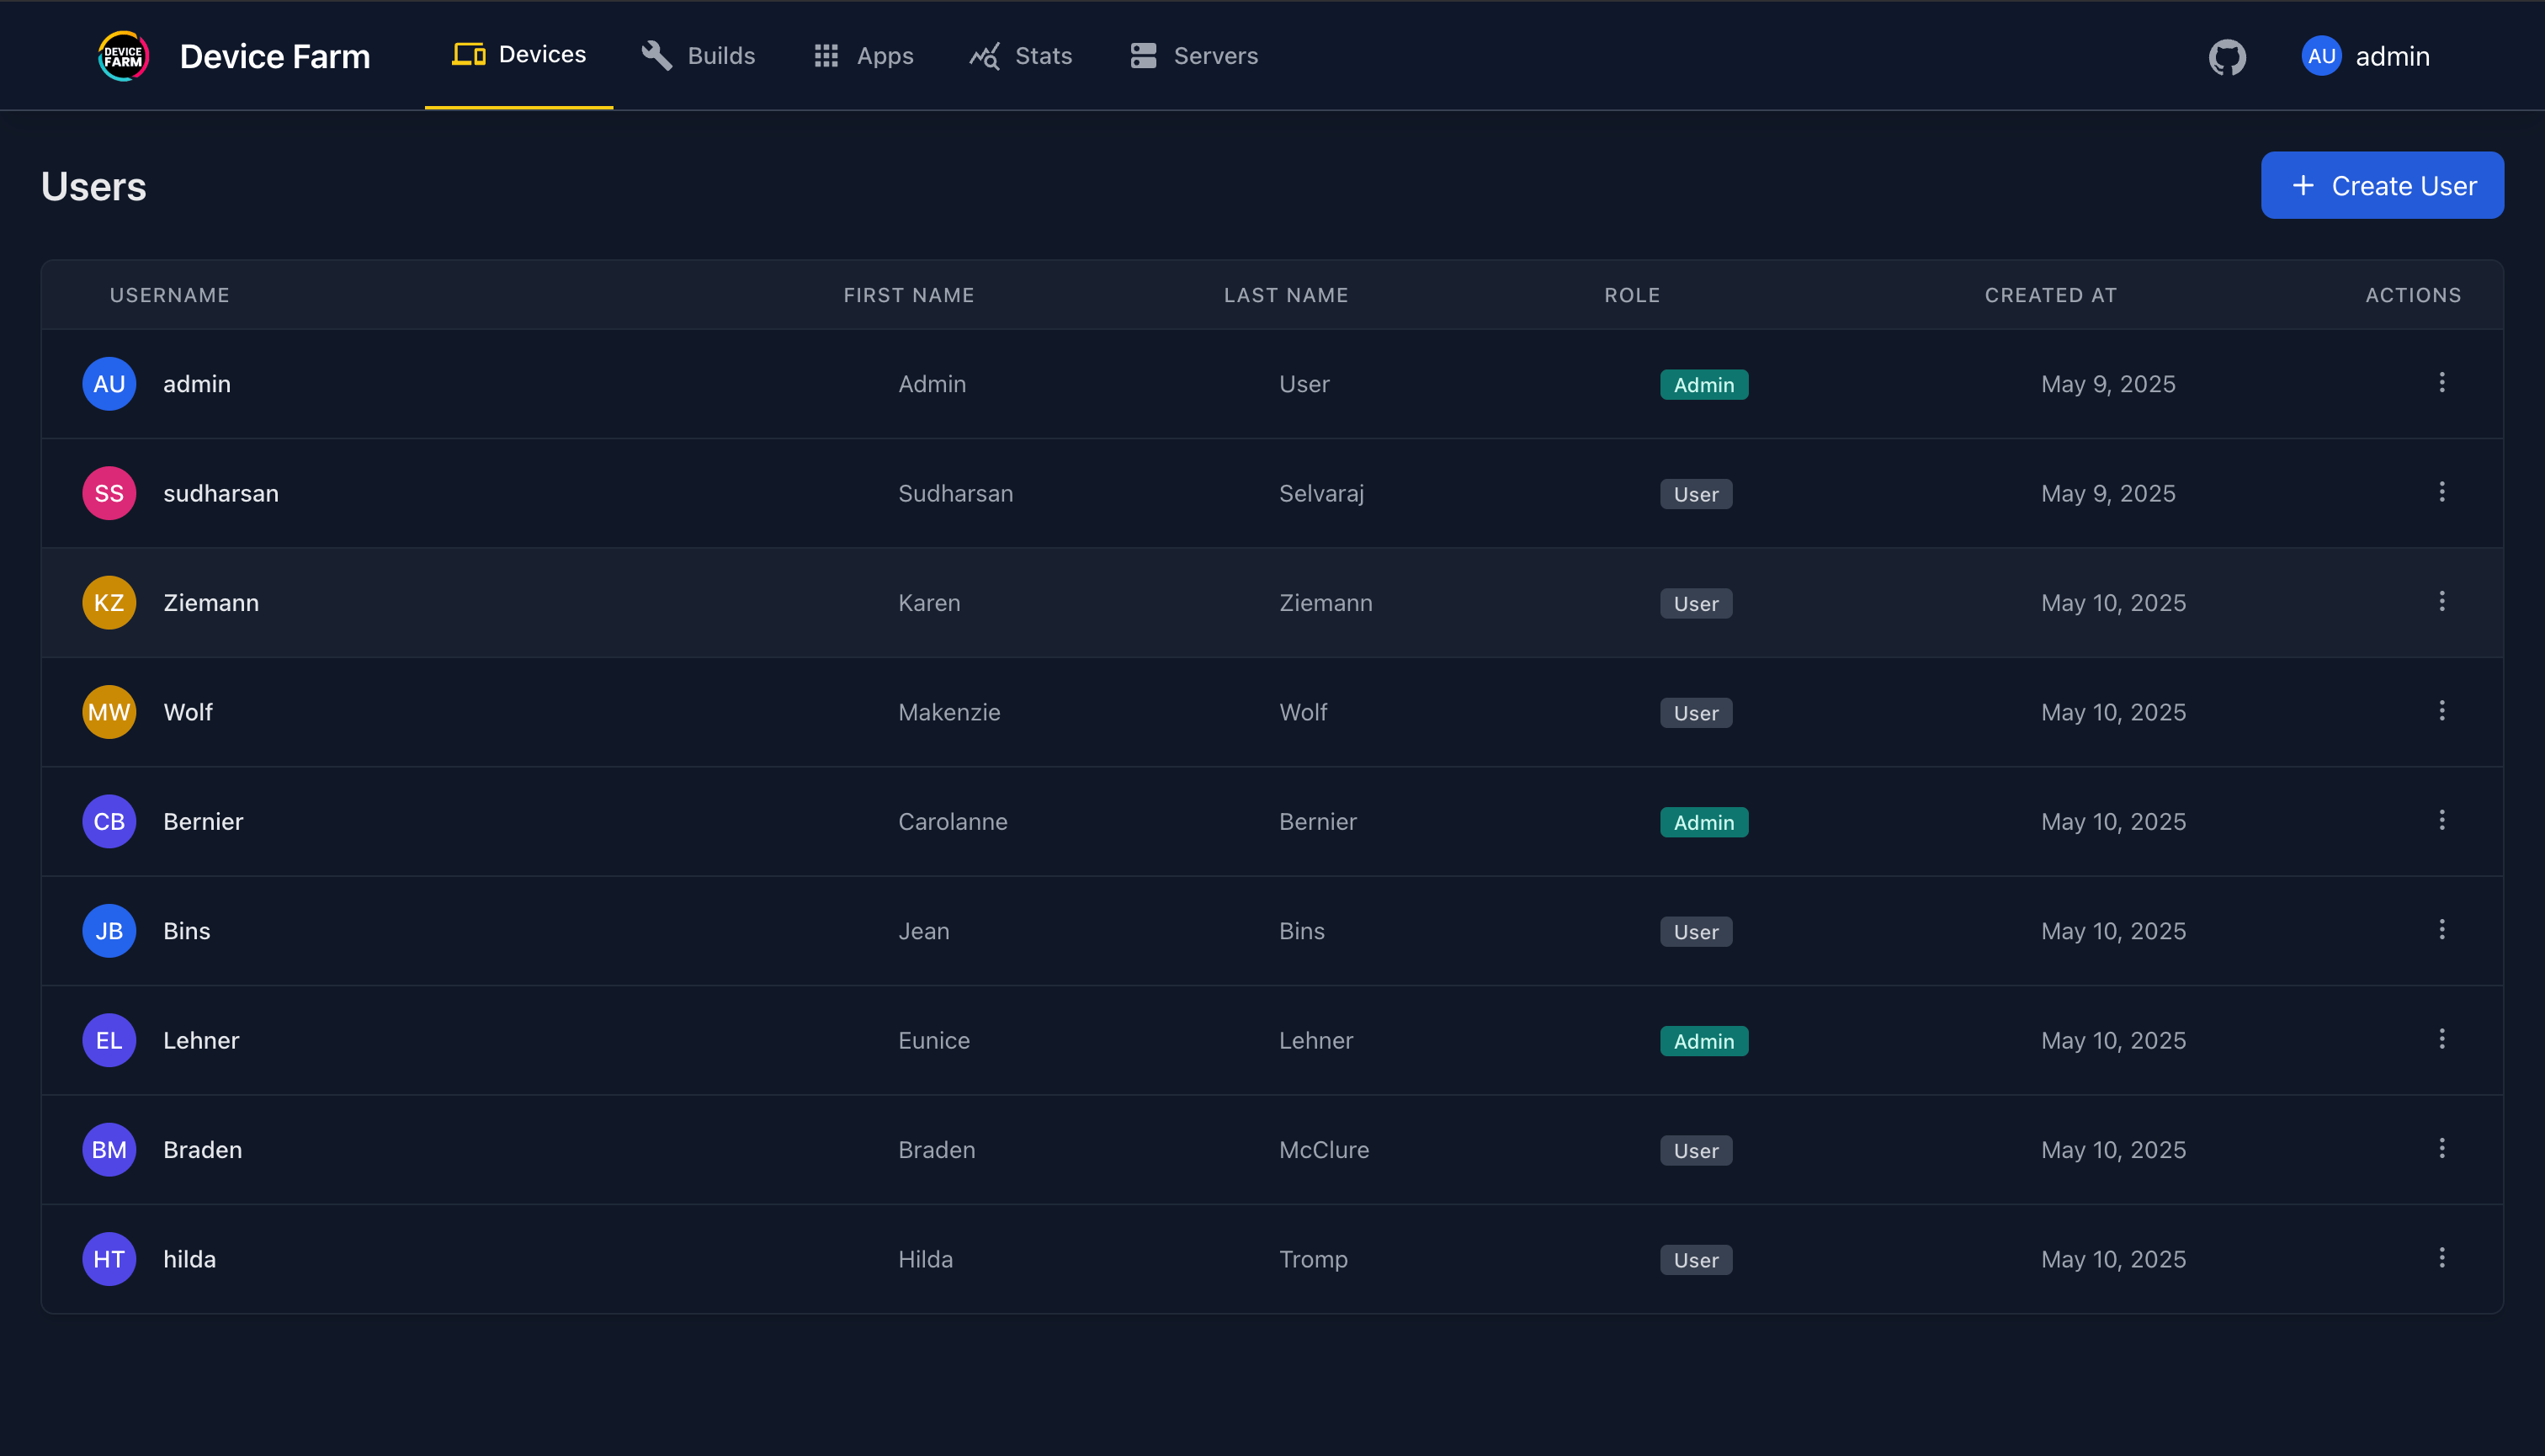 DEVICE FARM Device Farm Devices Builds Apps Stats Servers AU admin
Users + Create User
USERNAME FIRST NAME LAST NAME ROLE CREATED AT ACTIONS
AU admin Admin User Admin May 9, 2025
SS sudharsan Sudharsan Selvaraj User May 9, 2025
KZ Ziemann Karen Ziemann User May 10, 2025
MW Wolf Makenzie Wolf User May 10, 2025
CB Bernier Carolanne Bernier Admin May 10, 2025
JB Bins Jean Bins User May 10, 2025
EL Lehner Eunice Lehner Admin May 10, 2025
BM Braden Braden McClure User May 10, 2025
HT hilda Hilda Tromp User May 10, 2025